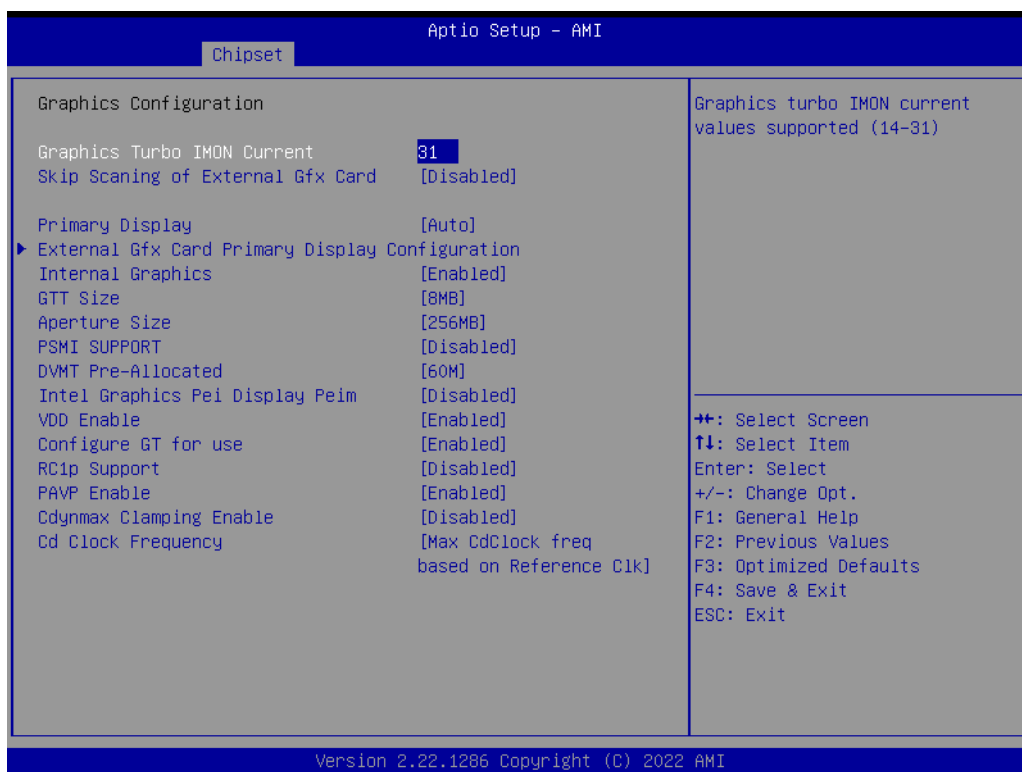 Aptio Setup - AMI
Chipset
Graphics Configuration
Graphics Turbo IMON Current 31
Skip Scaning of External Gfx Card [Disabled]
Primary Display [Auto]
External Gfx Card Primary Display Configuration
Internal Graphics [Enabled]
GTT Size [8MB]
Aperture Size [256MB]
PSMI SUPPORT [Disabled]
DVMT Pre-Allocated [60M]
Intel Graphics Pei Display Peim [Disabled]
VDD Enable [Enabled]
Configure GT for use [Enabled]
RC1p Support [Disabled]
PAVP Enable [Enabled]
Cdynmax Clamping Enable [Disabled]
Cd Clock Frequency [Max CdClock freq
based on Reference Clk]
Graphics turbo IMON current
values supported (14-31)
→←: Select Screen
↑↓: Select Item
Enter: Select
+/-: Change Opt.
F1: General Help
F2: Previous Values
F3: Optimized Defaults
F4: Save & Exit
ESC: Exit
Version 2.22.1286 Copyright (C) 2022 AMI